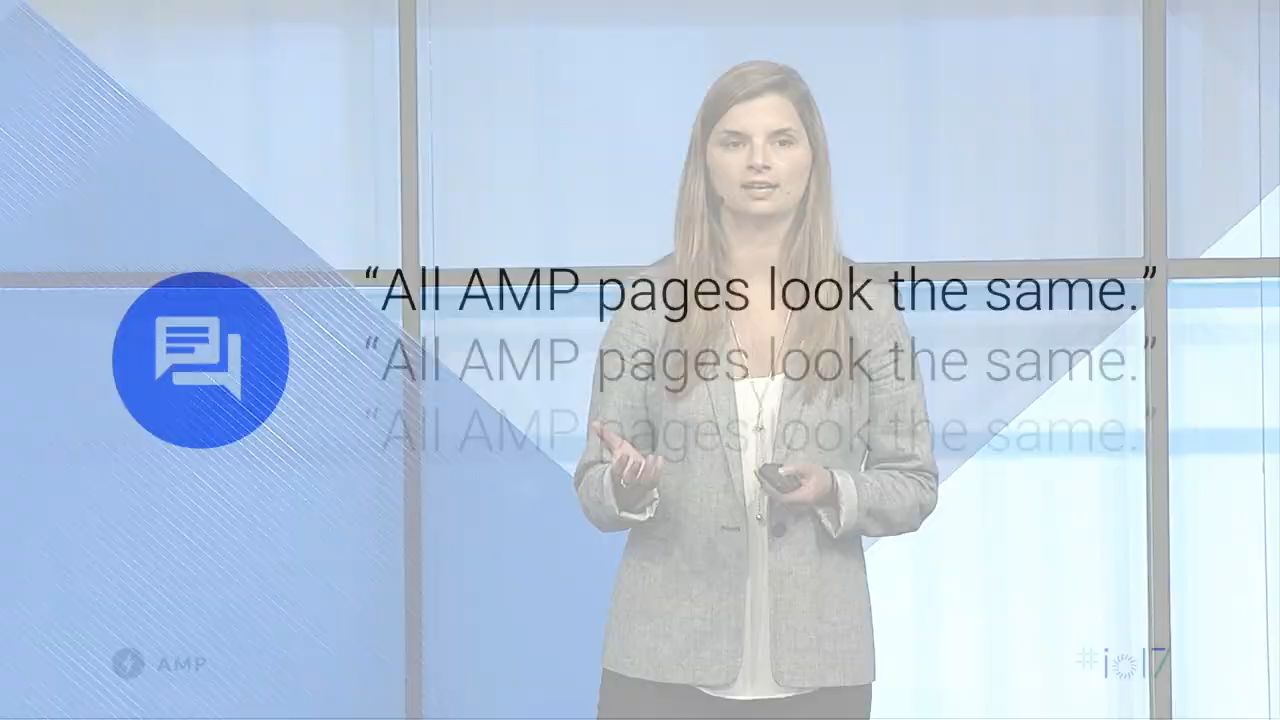 “All AMP pages look the same.”
“All AMP pages look the same.”
“All AMP pages look the same.”
AMP
#io17